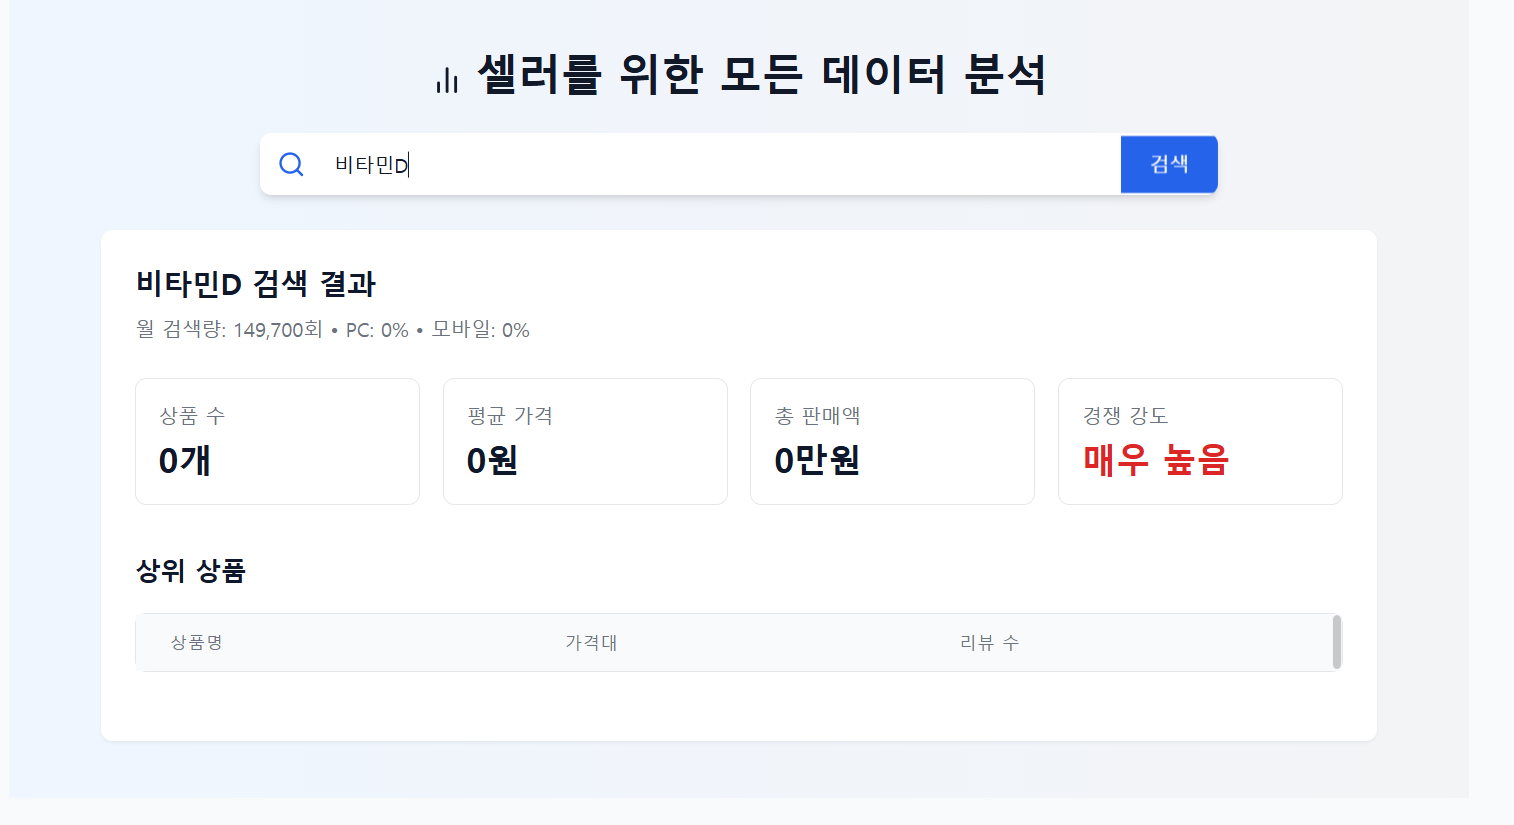 셀러를 위한 모든 데이터 분석
비타민D
검색
비타민D 검색 결과
월 검색량: 149,700회 • PC: 0% • 모바일: 0%
상품 수
0개
평균 가격
0원
총 판매액
0만원
경쟁 강도
매우 높음
상위 상품
상품명 가격대 리뷰 수